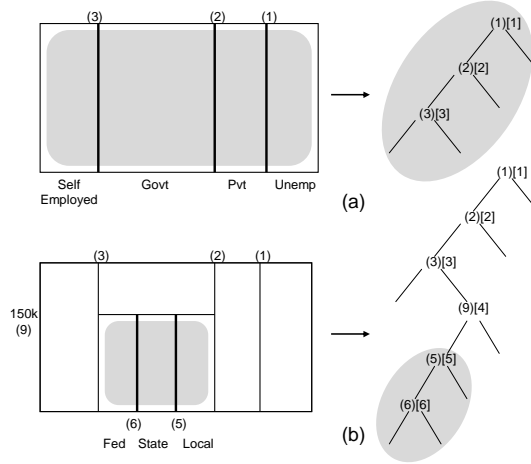 (3) (2) (1)
Self Employed Govt Pvt Unemp
(1)[1]
(2)[2]
(3)[3]
(a)
(3) (2) (1)
150k
(9)
(6) (5)
Fed State Local
(1)[1]
(2)[2]
(3)[3]
(9)[4]
(5)[5]
(6)[6]
(b)